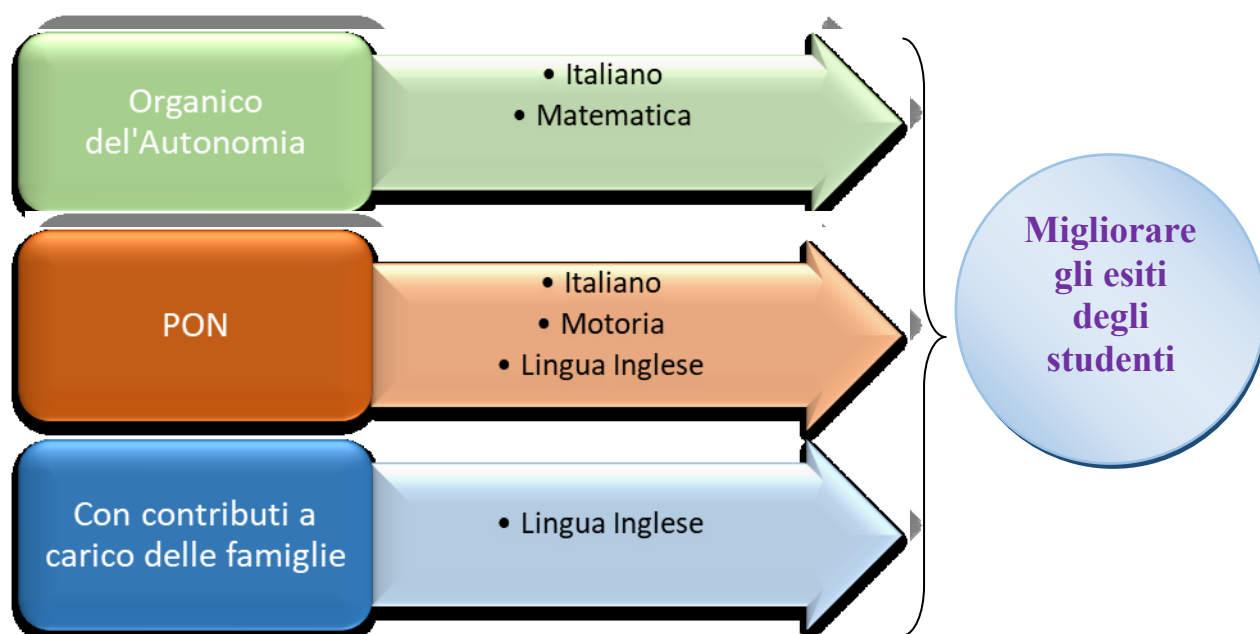 Organico
del'Autonomia
• Italiano
• Matematica
PON
• Italiano
• Motoria
• Lingua Inglese
Con contributi a
carico delle famiglie
• Lingua Inglese
Migliorare
gli esiti
degli
studenti